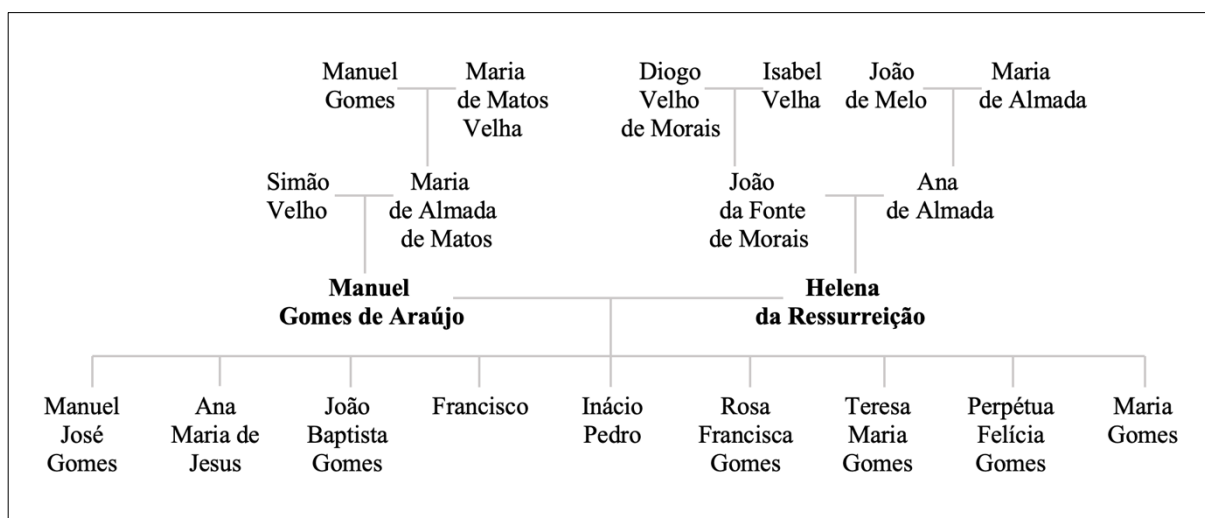 Manuel Gomes
Maria de Matos Velha
Diogo Velho de Morais
Isabel Velha
João de Melo
Maria de Almada
Simão Velho
Maria de Almada de Matos
João da Fonte de Morais
Ana de Almada
Manuel Gomes de Araújo
Helena da Ressurreição
Manuel José Gomes
Ana Maria de Jesus
João Baptista Gomes
Francisco
Inácio Pedro
Rosa Francisca Gomes
Teresa Maria Gomes
Perpétua Felícia Gomes
Maria Gomes